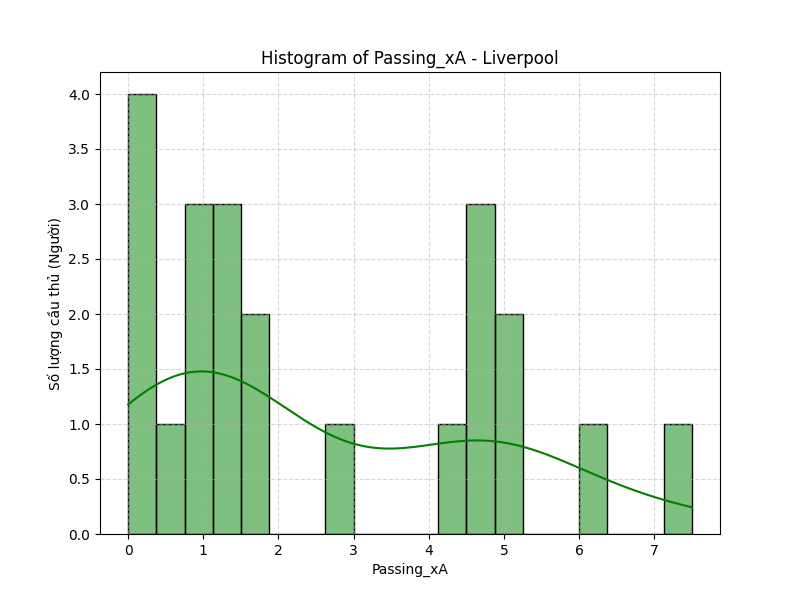 Histogram of Passing_xA - Liverpool
4.0
3.5
3.0
2.5
2.0
1.5
1.0
0.5
0.0
Số lượng cầu thủ (Người)
0 1 2 3 4 5 6 7
Passing_xA